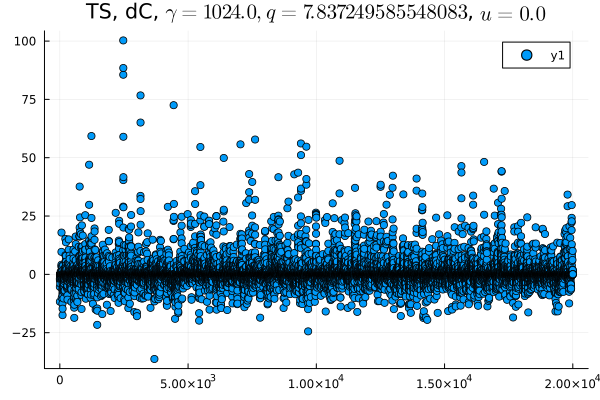 TS, dC, γ = 1024.0, q = 7.837249585548083, u = 0.0
y1
100
75
50
25
0
−25
0 5.00×10³ 1.00×10⁴ 1.50×10⁴ 2.00×10⁴